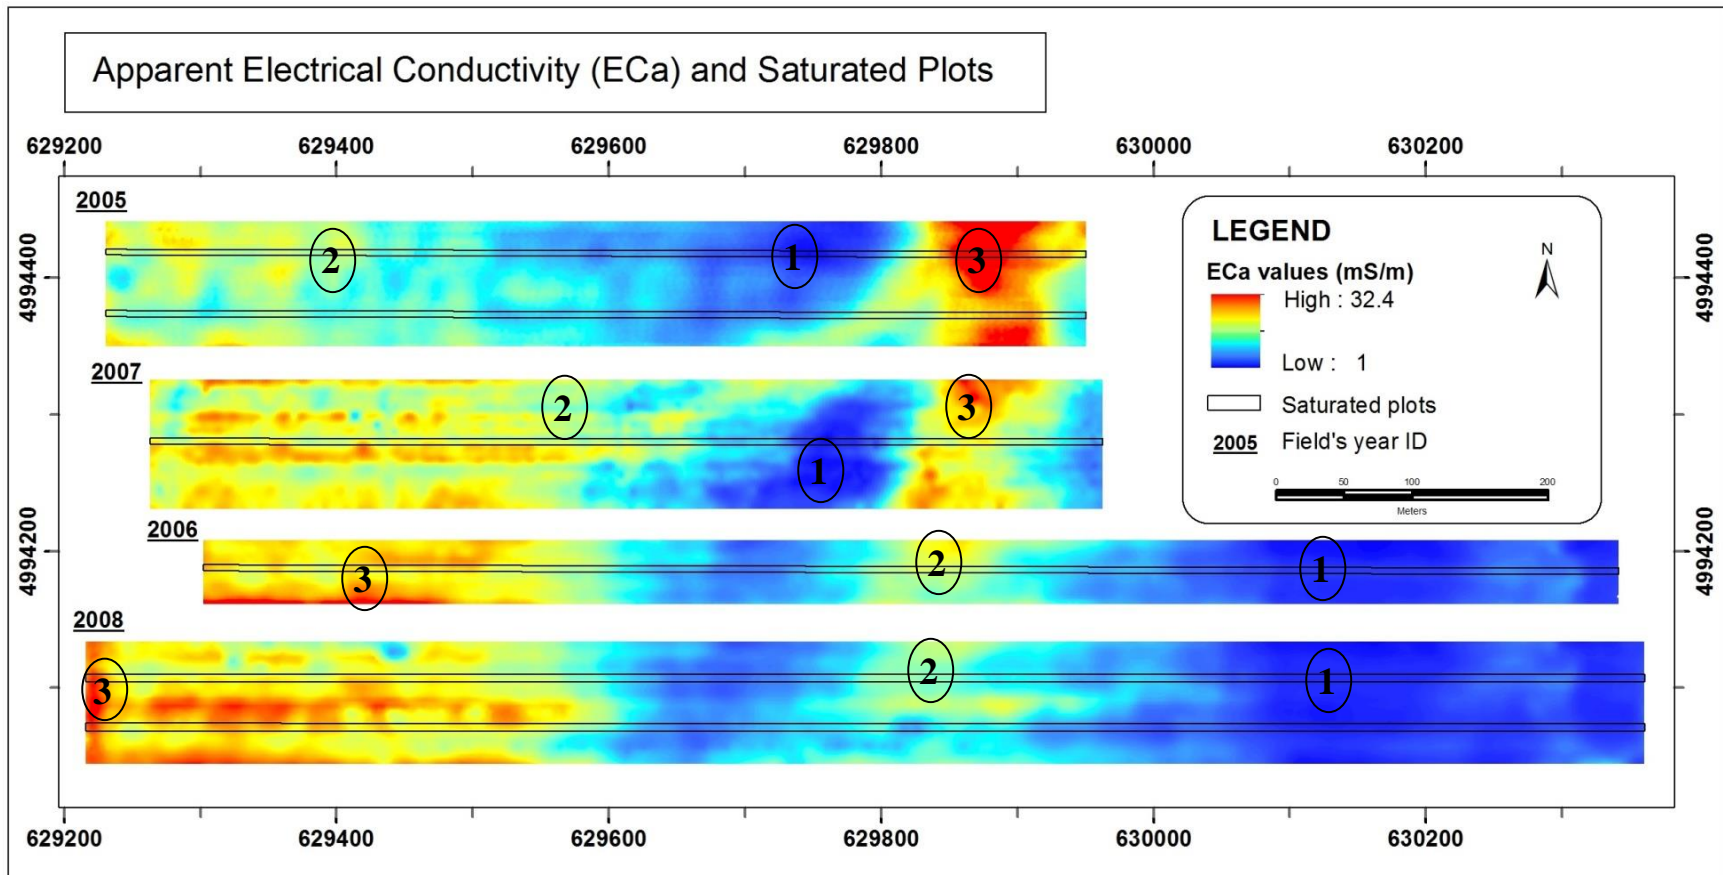 Apparent Electrical Conductivity (ECa) and Saturated Plots
629200 629400 629600 629800 630000 630200
2005
2 1 3
4994400
4994400
LEGEND
ECa values (mS/m)
High : 32.4
Low : 1
Saturated plots
2005 Field's year ID
N
0 50 100 200
Meters
2007
2 3
1
2006
3 2 1
4994200
4994200
2008
3 2 1
629200 629400 629600 629800 630000 630200